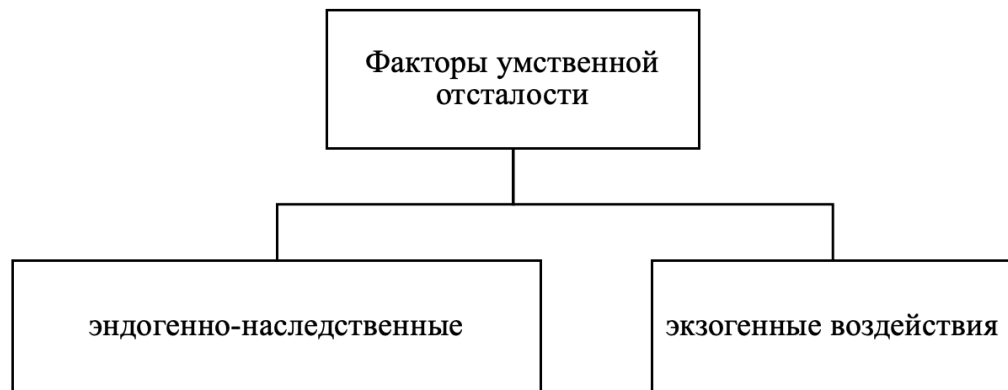 Факторы умственной
отсталости
эндогенно-наследственные
экзогенные воздействия